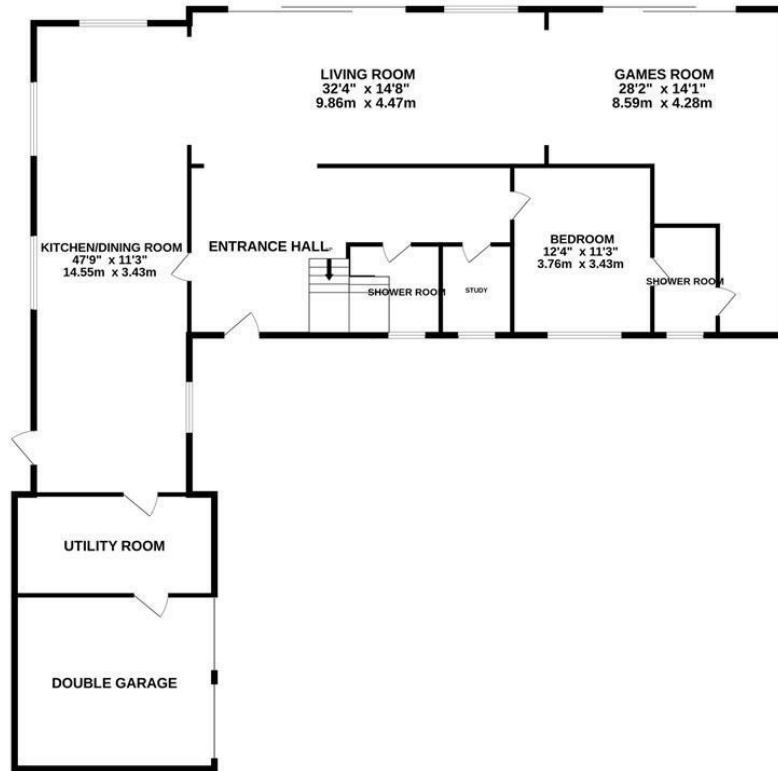 LIVING ROOM
32'4" x 14'8"
9.86m x 4.47m
GAMES ROOM
28'2" x 14'1"
8.59m x 4.28m
KITCHEN/DINING ROOM
47'9" x 11'3"
14.55m x 3.43m
ENTRANCE HALL
BEDROOM
12'4" x 11'3"
3.76m x 3.43m
SHOWER ROOM
STUDY
SHOWER ROOM
UTILITY ROOM
DOUBLE GARAGE